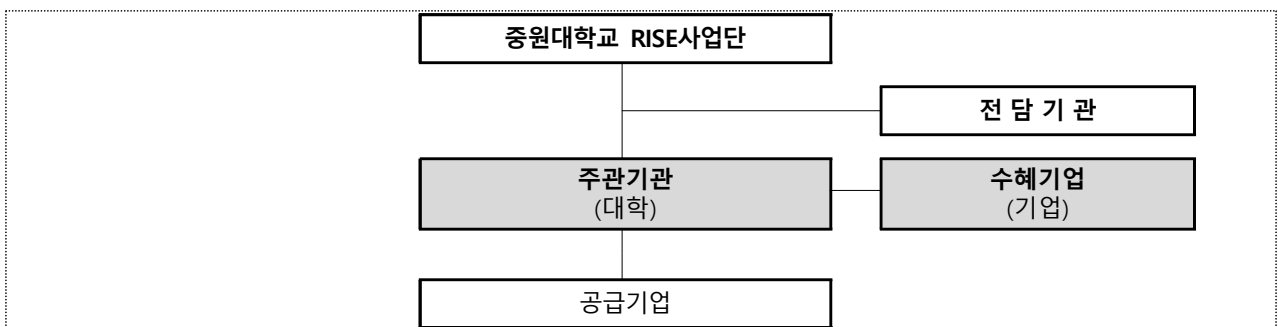 중원대학교 RISE사업단
전 담 기 관
주관기관
(대학)
수혜기업
(기업)
공급기업